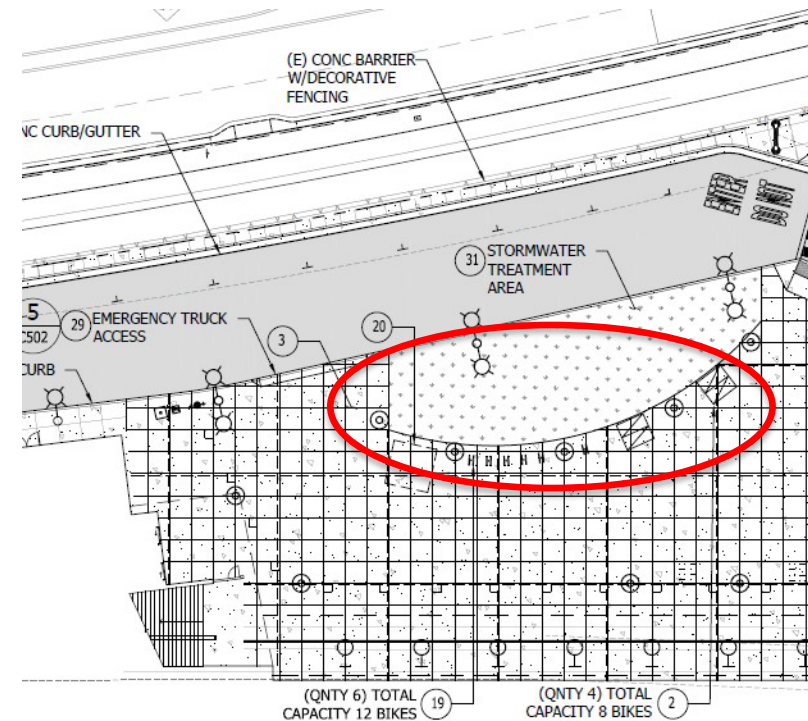 (E) CONC BARRIER
W/DECORATIVE
FENCING
NC CURB/GUTTER
31
STORMWATER
TREATMENT
AREA
5
C502
29
EMERGENCY TRUCK
ACCESS
3
20
CURB
(QNTY 6) TOTAL
CAPACITY 12 BIKES
19
(QNTY 4) TOTAL
CAPACITY 8 BIKES
2